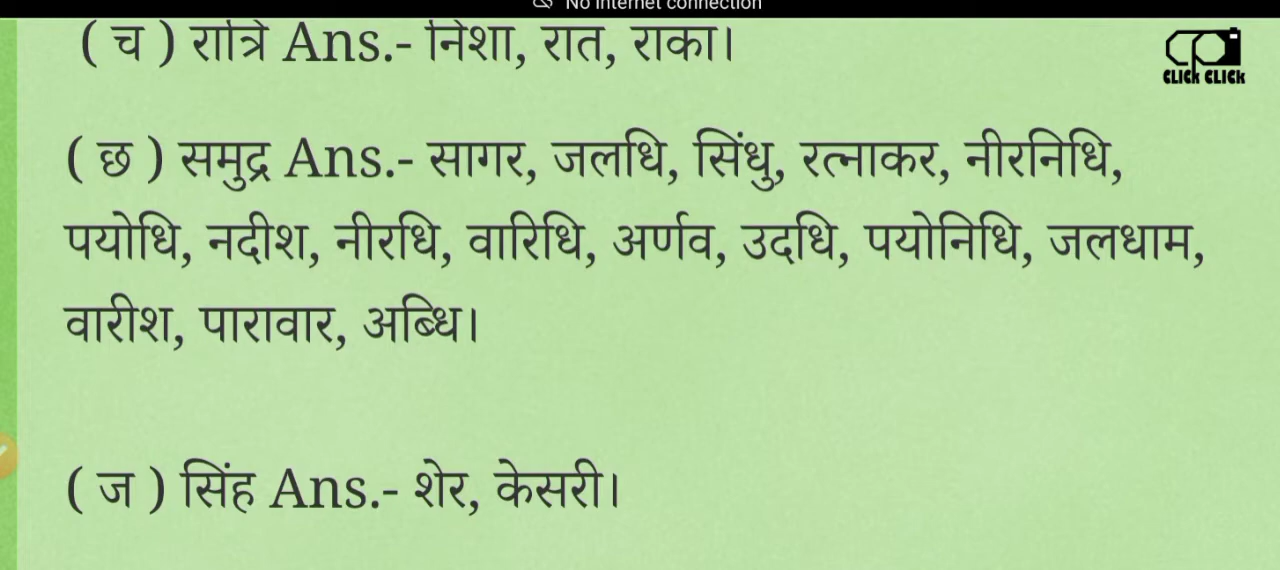 No internet connection
( च ) रात्रि Ans.- निशा, रात, राका।
CLICK CLICK
( छ ) समुद्र Ans.- सागर, जलधि, सिंधु, रत्नाकर, नीरनिधि,
पयोधि, नदीश, नीरधि, वारिधि, अर्णव, उदधि, पयोनिधि, जलधाम,
वारीश, पारावार, अब्धि।
( ज ) सिंह Ans.- शेर, केसरी।